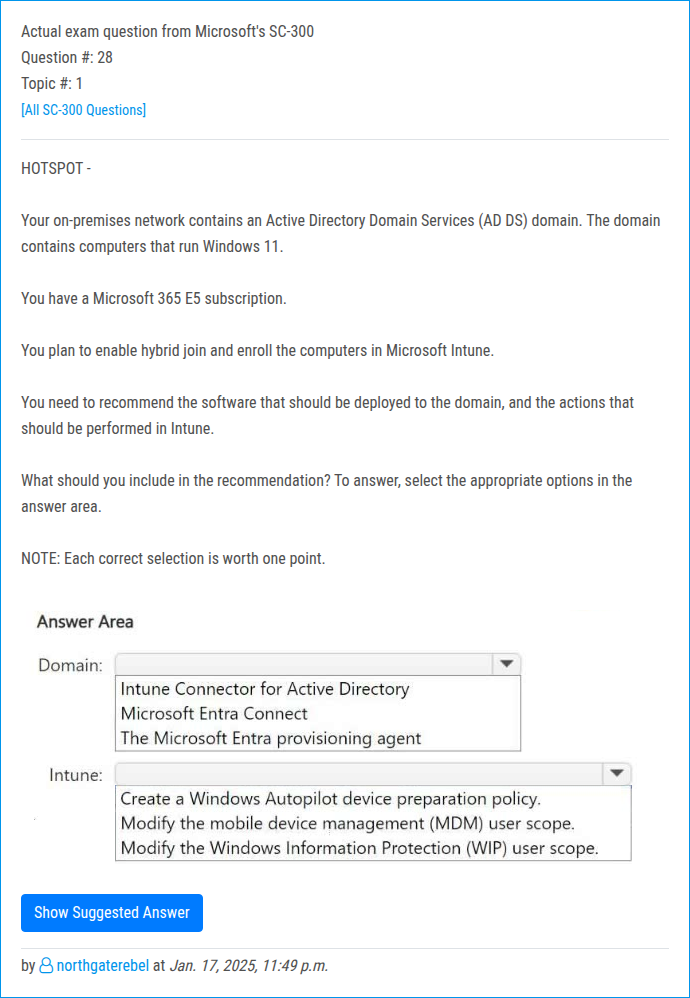 Actual exam question from Microsoft's SC-300
Question #: 28
Topic #: 1
[All SC-300 Questions]
HOTSPOT -
Your on-premises network contains an Active Directory Domain Services (AD DS) domain. The domain
contains computers that run Windows 11.
You have a Microsoft 365 E5 subscription.
You plan to enable hybrid join and enroll the computers in Microsoft Intune.
You need to recommend the software that should be deployed to the domain, and the actions that
should be performed in Intune.
What should you include in the recommendation? To answer, select the appropriate options in the
answer area.
NOTE: Each correct selection is worth one point.
Answer Area
Domain:
Intune Connector for Active Directory
Microsoft Entra Connect
The Microsoft Entra provisioning agent
Intune:
Create a Windows Autopilot device preparation policy.
Modify the mobile device management (MDM) user scope.
Modify the Windows Information Protection (WIP) user scope.
Show Suggested Answer
by northgaterebel at Jan. 17, 2025, 11:49 p.m.